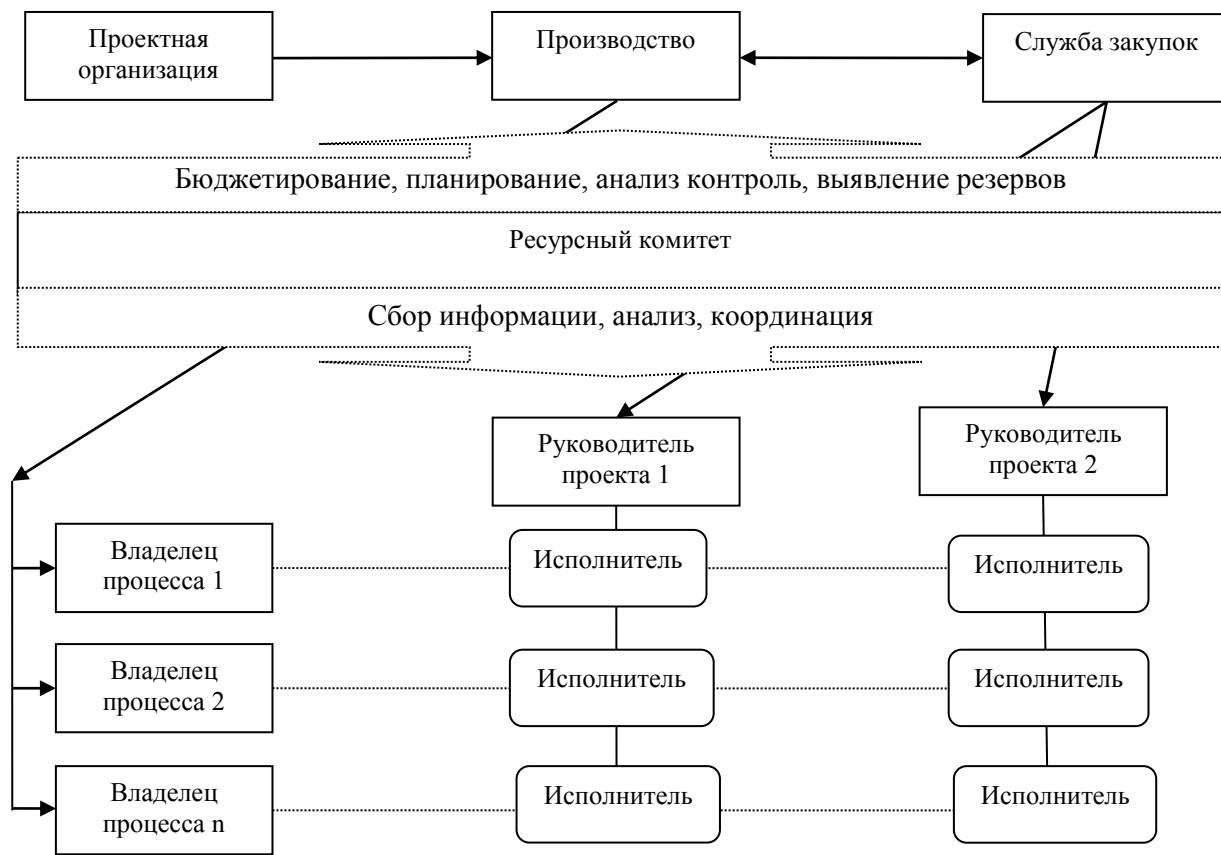 Проектная
организация
Производство
Служба закупок
Бюджетирование, планирование, анализ контроль, выявление резервов
Ресурсный комитет
Сбор информации, анализ, координация
Руководитель
проекта 1
Руководитель
проекта 2
Владелец
процесса 1
Исполнитель
Исполнитель
Владелец
процесса 2
Исполнитель
Исполнитель
Владелец
процесса n
Исполнитель
Исполнитель